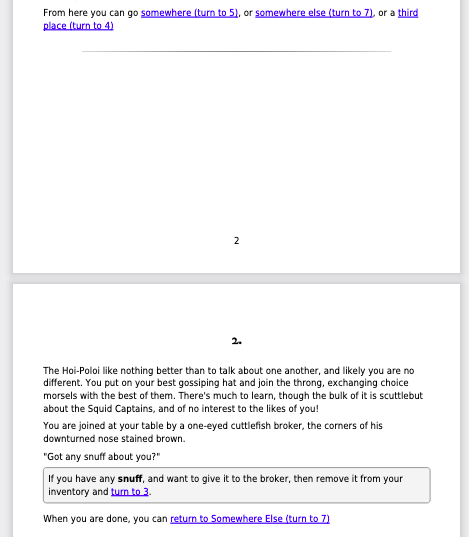 From here you can go somewhere (turn to 5), or somewhere else (turn to 7), or a third
place (turn to 4)
2
2.
The Hoi-Poloi like nothing better than to talk about one another, and likely you are no
different. You put on your best gossiping hat and join the throng, exchanging choice
morsels with the best of them. There's much to learn, though the bulk of it is scuttlebut
about the Squid Captains, and of no interest to the likes of you!
You are joined at your table by a one-eyed cuttlefish broker, the corners of his
downturned nose stained brown.
"Got any snuff about you?"
If you have any snuff, and want to give it to the broker, then remove it from your
inventory and turn to 3.
When you are done, you can return to Somewhere Else (turn to 7)